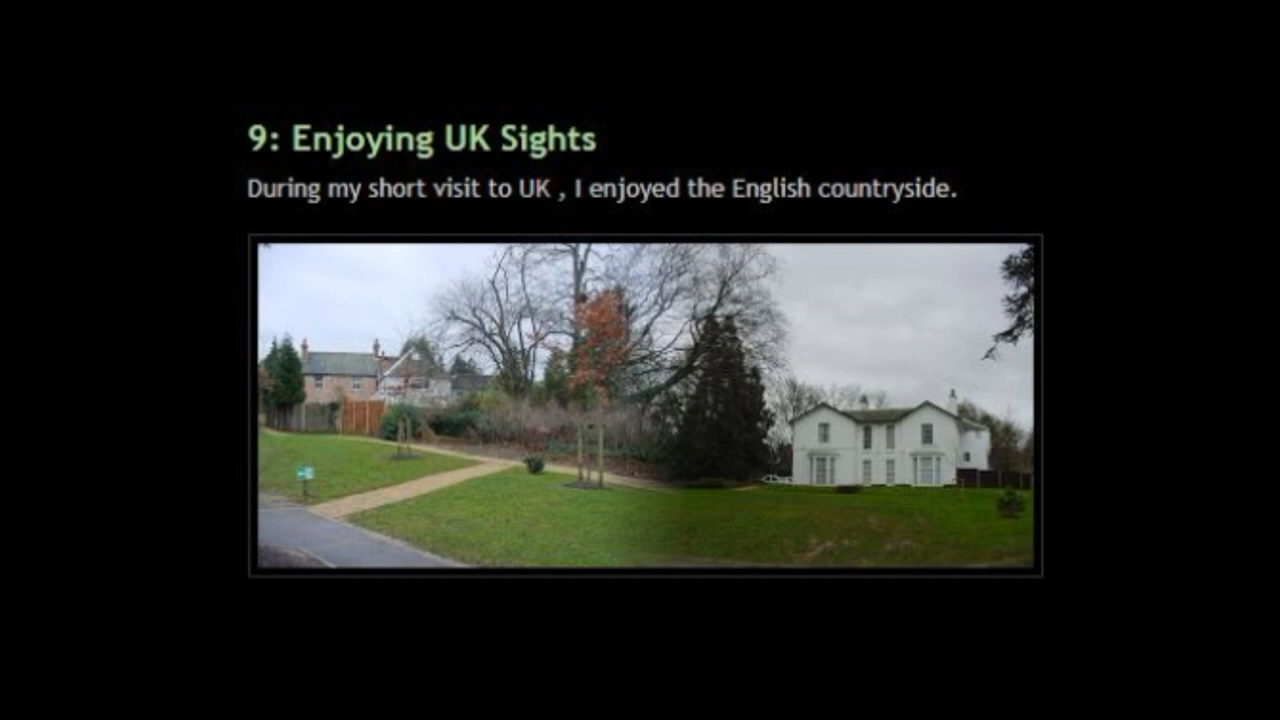 9: Enjoying UK Sights
During my short visit to UK , I enjoyed the English countryside.